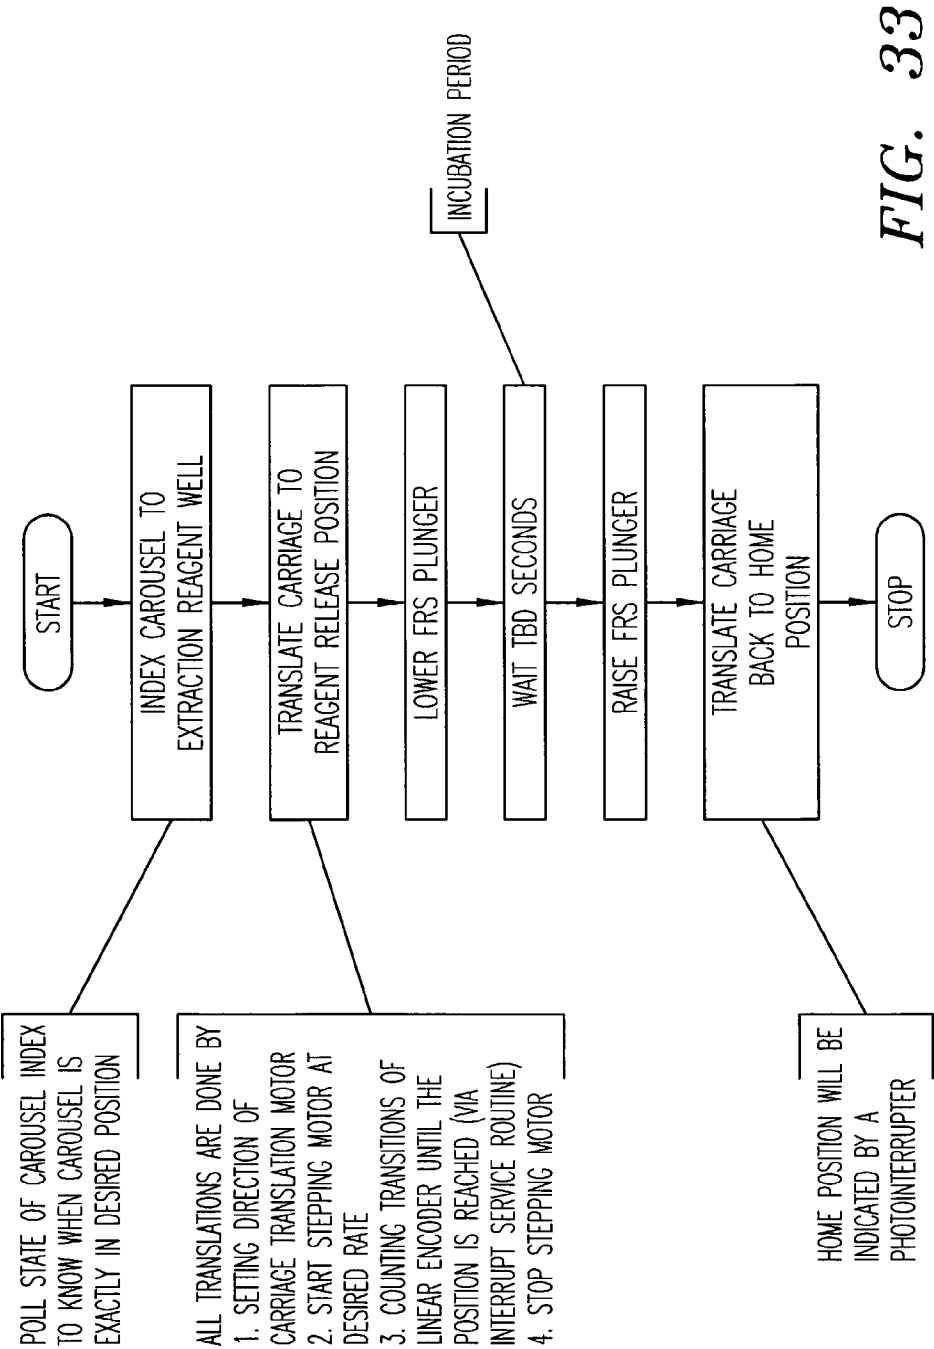 START
INDEX CAROUSEL TO
EXTRACTION REAGENT WELL
TRANSLATE CARRIAGE TO
REAGENT RELEASE POSITION
LOWER FRS PLUNGER
WAIT TBD SECONDS
RAISE FRS PLUNGER
TRANSLATE CARRIAGE
BACK TO HOME
POSITION
STOP
POLL STATE OF CAROUSEL INDEX
TO KNOW WHEN CAROUSEL IS
EXACTLY IN DESIRED POSITION
ALL TRANSLATIONS ARE DONE BY
1. SETTING DIRECTION OF
CARRIAGE TRANSLATION MOTOR
2. START STEPPING MOTOR AT
DESIRED RATE
3. COUNTING TRANSITIONS OF
LINEAR ENCODER UNTIL THE
POSITION IS REACHED (VIA
INTERRUPT SERVICE ROUTINE)
4. STOP STEPPING MOTOR
HOME POSITION WILL BE
INDICATED BY A
PHOTOINTERRUPTER
INCUBATION PERIOD
FIG. 33